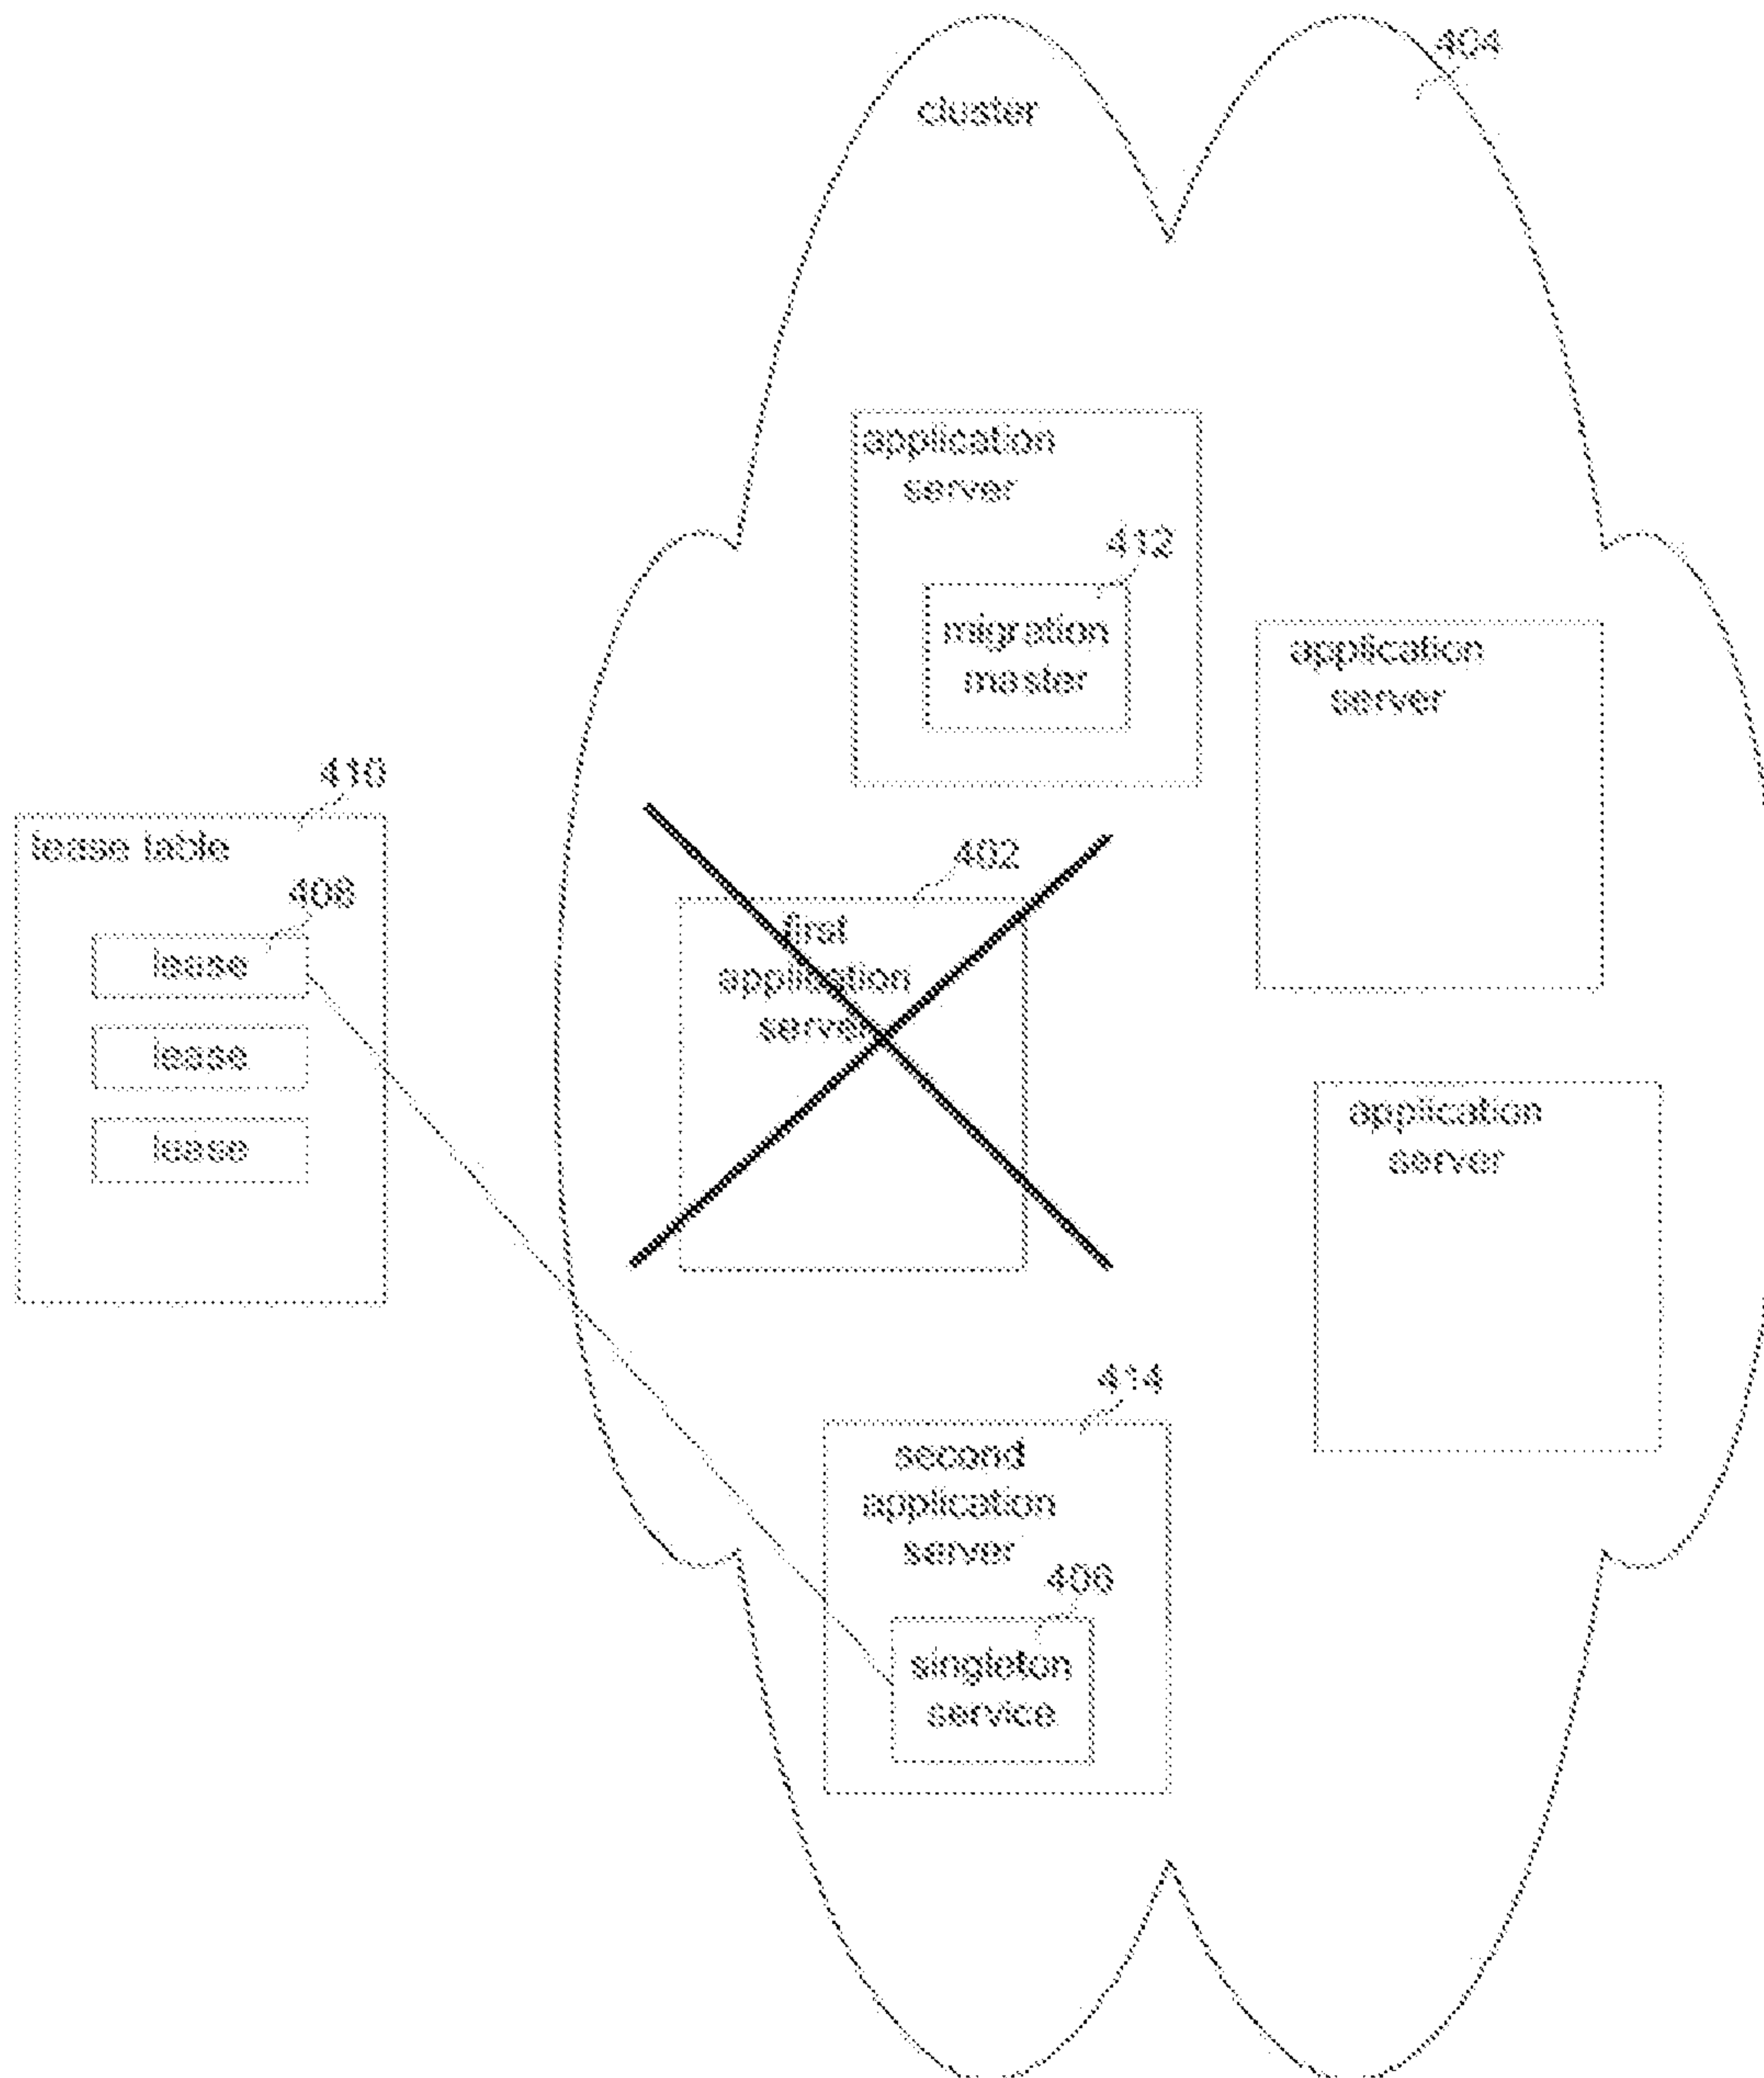 404
cluster
application
server
412
migration
master
application
server
410
lease table
408
lease
lease
lease
402
first
application
server
application
server
414
second
application
server
406
singleton
service